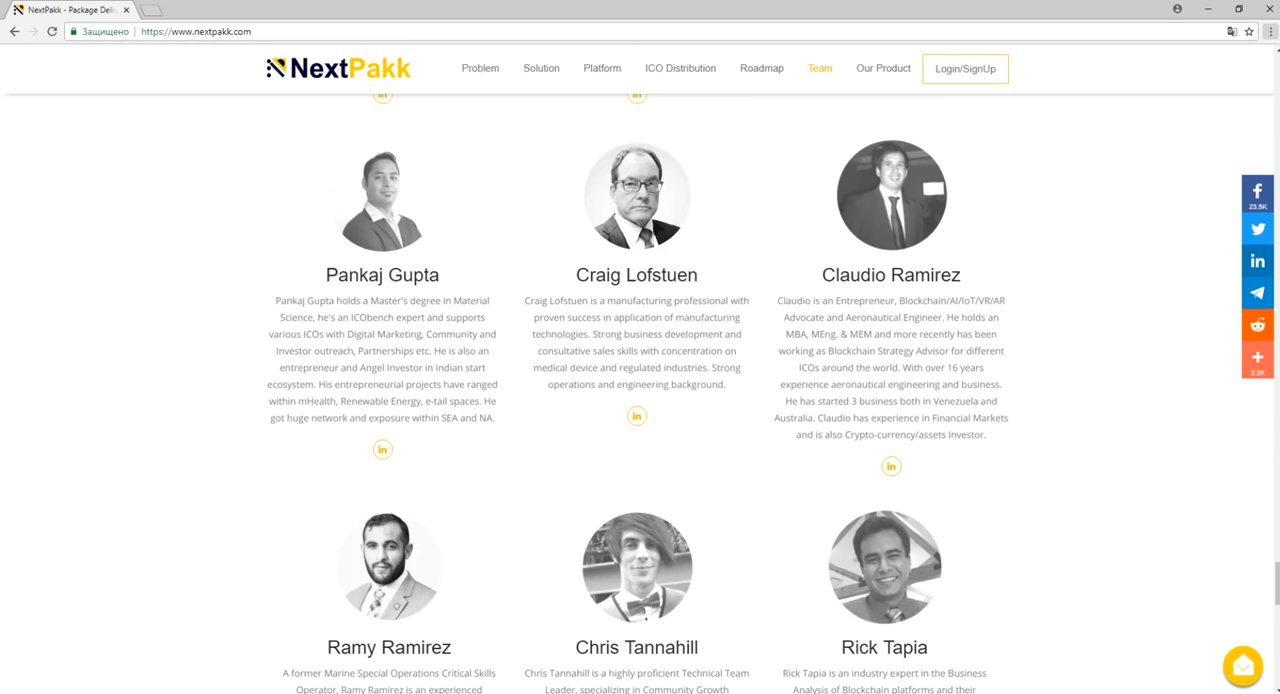 NextPakk - Package Deliv
Защищено
https://www.nextpakk.com
NextPakk
Problem
Solution
Platform
ICO Distribution
Roadmap
Team
Our Product
Login/SignUp
in
in
Pankaj Gupta
Pankaj Gupta holds a Master's degree in Material
Science, he's an ICObench expert and supports
various ICOs with Digital Marketing, Community and
Investor outreach, Partnerships etc. He is also an
entrepreneur and Angel Investor in Indian start
ecosystem. His entrepreneurial projects have ranged
within mHealth, Renewable Energy, e-tail spaces. He
got huge network and exposure within SEA and NA.
in
Craig Lofstuen
Craig Lofstuen is a manufacturing professional with
proven success in application of manufacturing
technologies. Strong business development and
consultative sales skills with concentration on
medical device and regulated industries. Strong
operations and engineering background.
in
Claudio Ramirez
Claudio is an Entrepreneur, Blockchain/AI/IoT/VR/AR
Advocate and Aeronautical Engineer. He holds an
MBA, MEng. & MEM and more recently has been
working as Blockchain Strategy Advisor for different
ICOs around the world. With over 16 years
experience aeronautical engineering and business.
He has started 3 business both in Venezuela and
Australia. Claudio has experience in Financial Markets
and is also Crypto-currency/assets Investor.
in
23.5K
in
2.2K
Ramy Ramirez
A former Marine Special Operations Critical Skills
Operator, Ramy Ramirez is an experienced
Chris Tannahill
Chris Tannahill is a highly proficient Technical Team
Leader, specializing in Community Growth
Rick Tapia
Rick Tapia is an industry expert in the Business
Analysis of Blockchain platforms and their